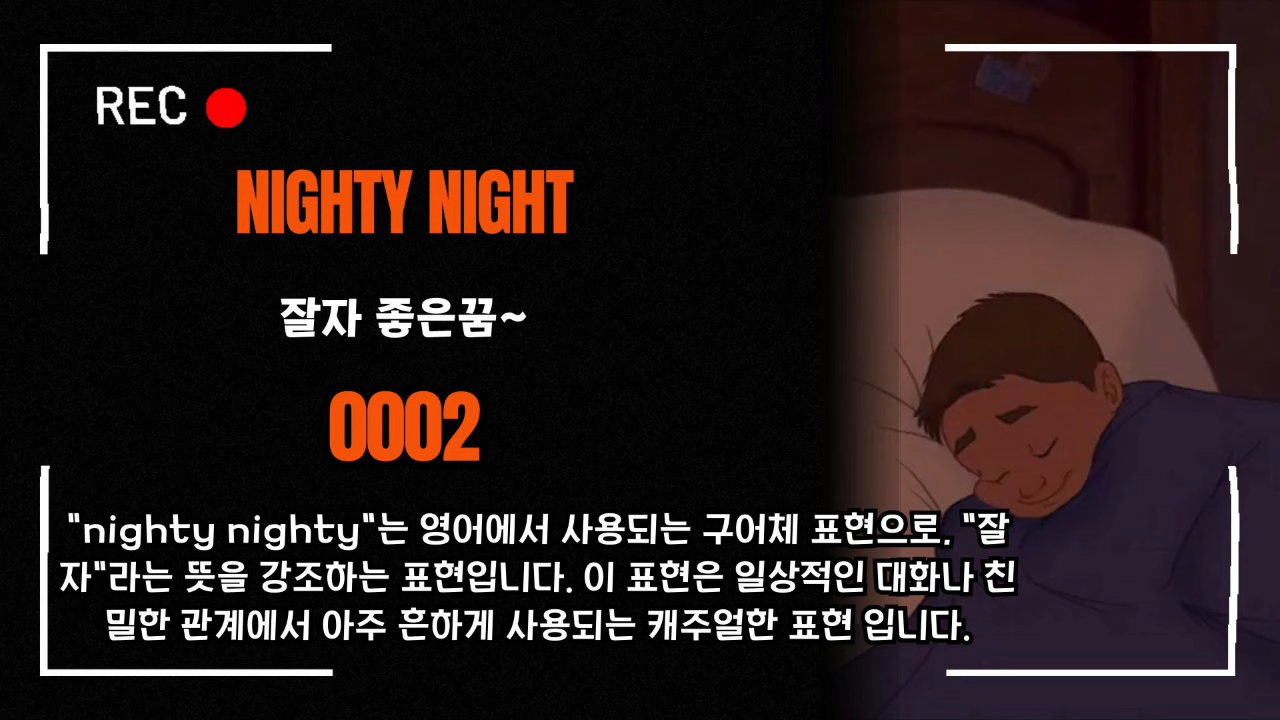 REC
NIGHTY NIGHT
잘자 좋은꿈~
0002
"nighty nighty"는 영어에서 사용되는 구어체 표현으로, "잘
자"라는 뜻을 강조하는 표현입니다. 이 표현은 일상적인 대화나 친
밀한 관계에서 아주 흔하게 사용되는 캐주얼한 표현 입니다.